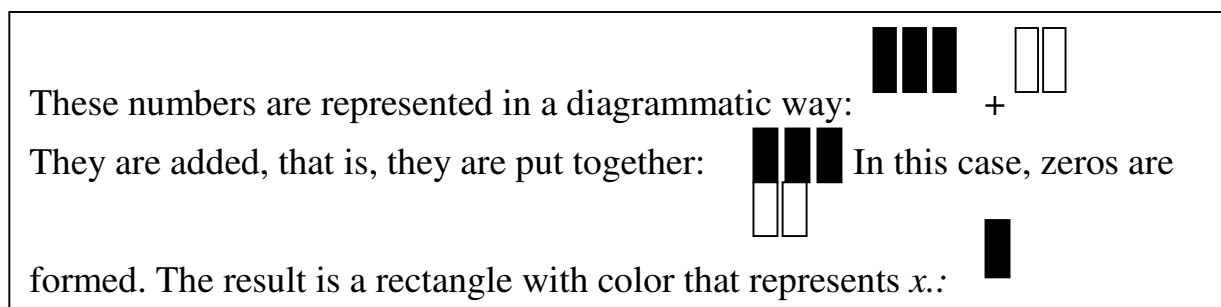 These numbers are represented in a diagrammatic way: +
They are added, that is, they are put together: In this case, zeros are
formed. The result is a rectangle with color that represents x.: